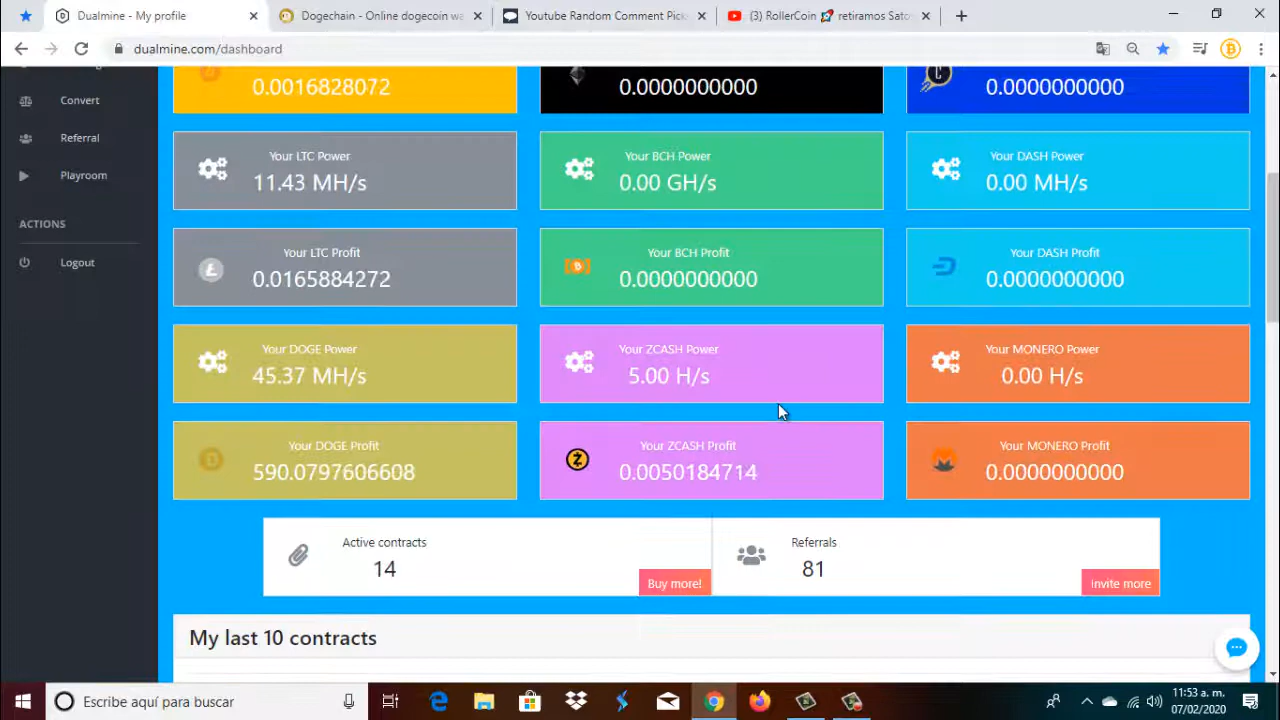 Dualmine - My profile
Dogechain - Online dogecoin wa
Youtube Random Comment Pick
(3) RollerCoin 🚀 retiramos Sato
dualmine.com/dashboard
0.0016828072
0.0000000000
0.0000000000
Convert
Referral
Playroom
ACTIONS
Logout
Your LTC Power
11.43 MH/s
Your BCH Power
0.00 GH/s
Your DASH Power
0.00 MH/s
Your LTC Profit
0.0165884272
Your BCH Profit
0.0000000000
Your DASH Profit
0.0000000000
Your DOGE Power
45.37 MH/s
Your ZCASH Power
5.00 H/s
Your MONERO Power
0.00 H/s
Your DOGE Profit
590.0797606608
Your ZCASH Profit
0.0050184714
Your MONERO Profit
0.0000000000
Active contracts
14
Buy more!
Referrals
81
Invite more
My last 10 contracts
Escribe aquí para buscar
11:53 a. m.
07/02/2020